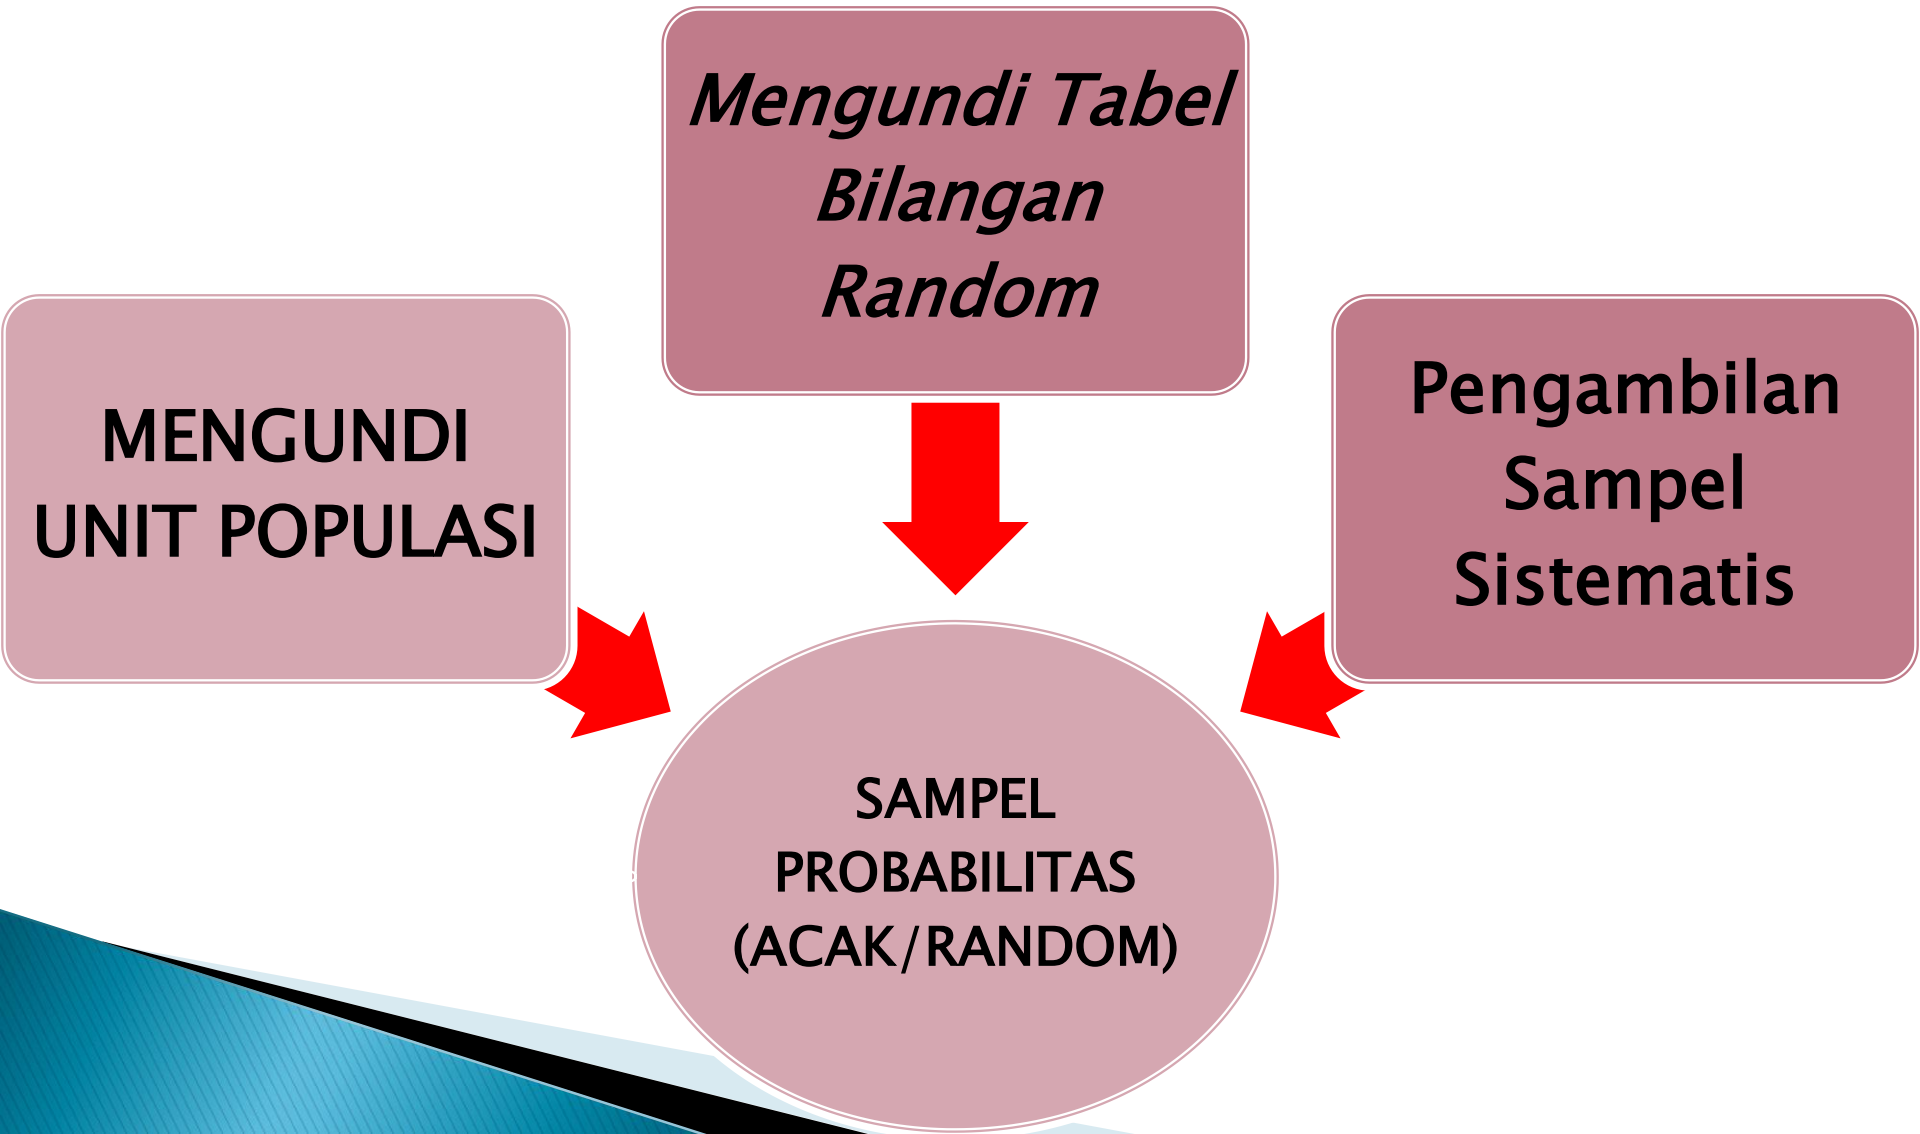 Mengundi Tabel
Bilangan
Random
MENGUNDI
UNIT POPULASI
Pengambilan
Sampel
Sistematis
SAMPEL
PROBABILITAS
(ACAK/RANDOM)